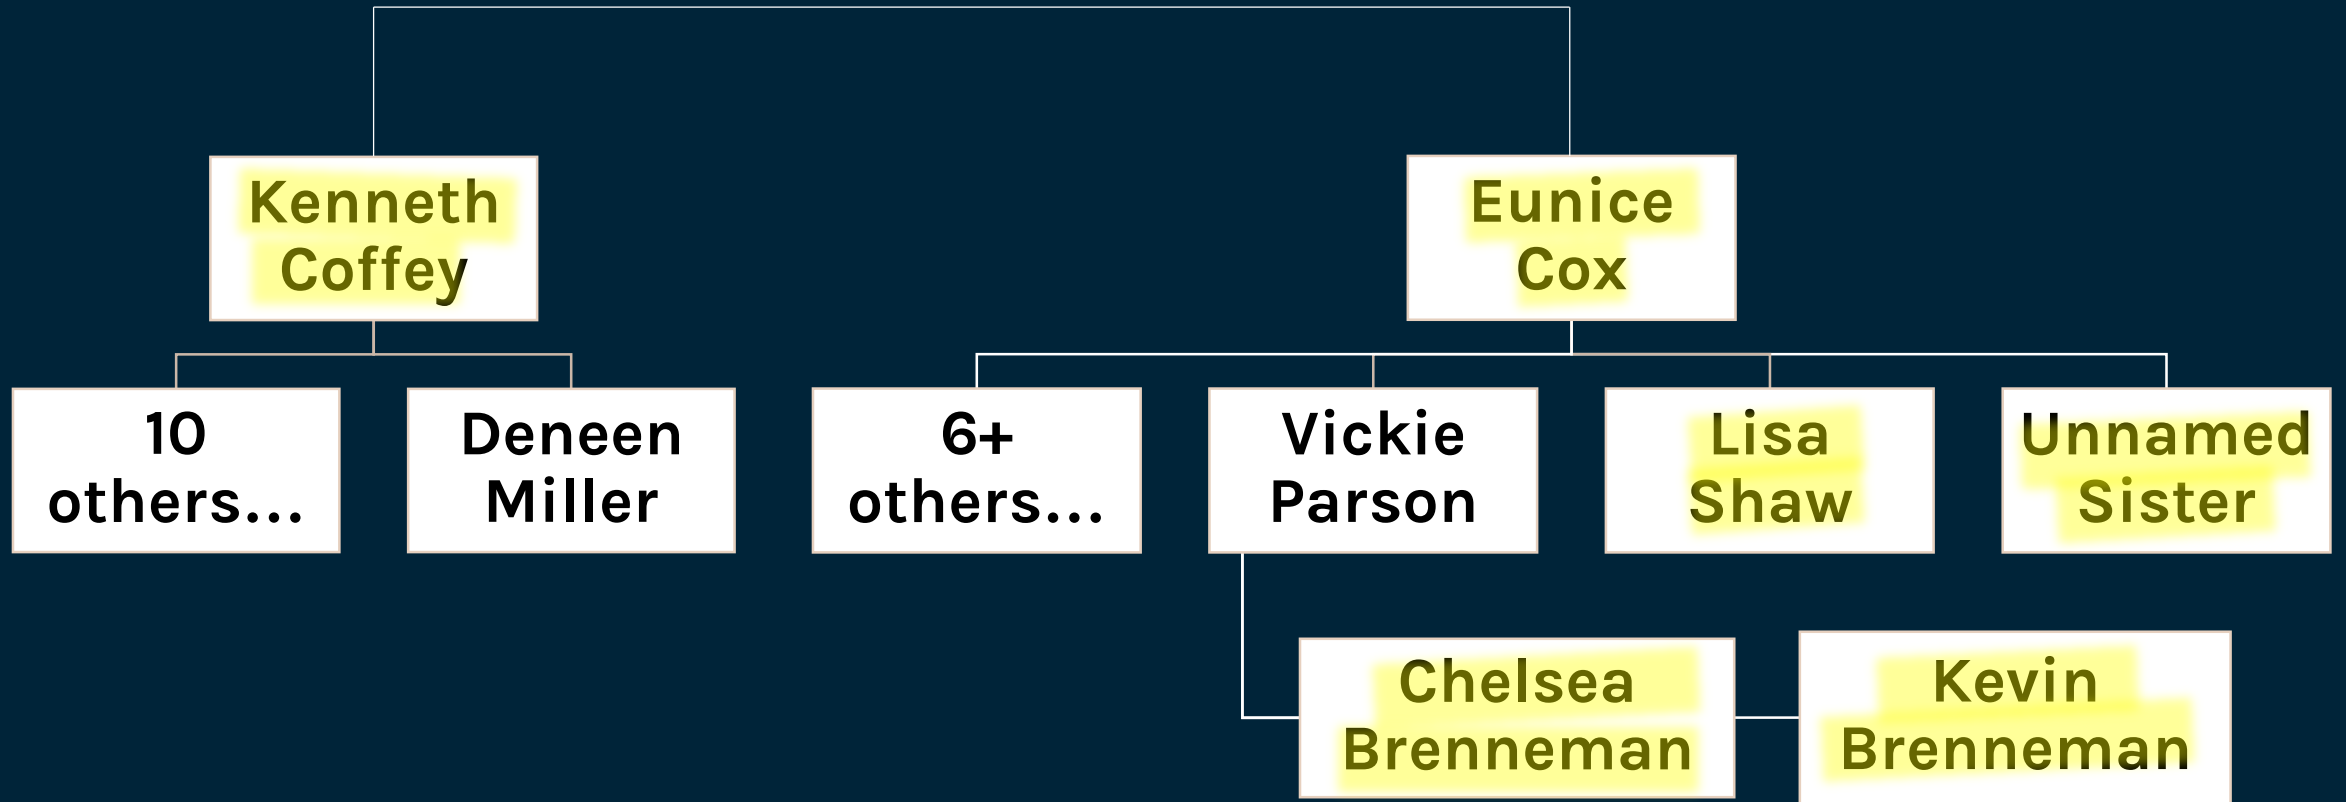 Kenneth
Coffey
Eunice
Cox
10
others...
Deneen
Miller
6+
others...
Vickie
Parson
Lisa
Shaw
Unnamed
Sister
Chelsea
Brenneman
Kevin
Brenneman